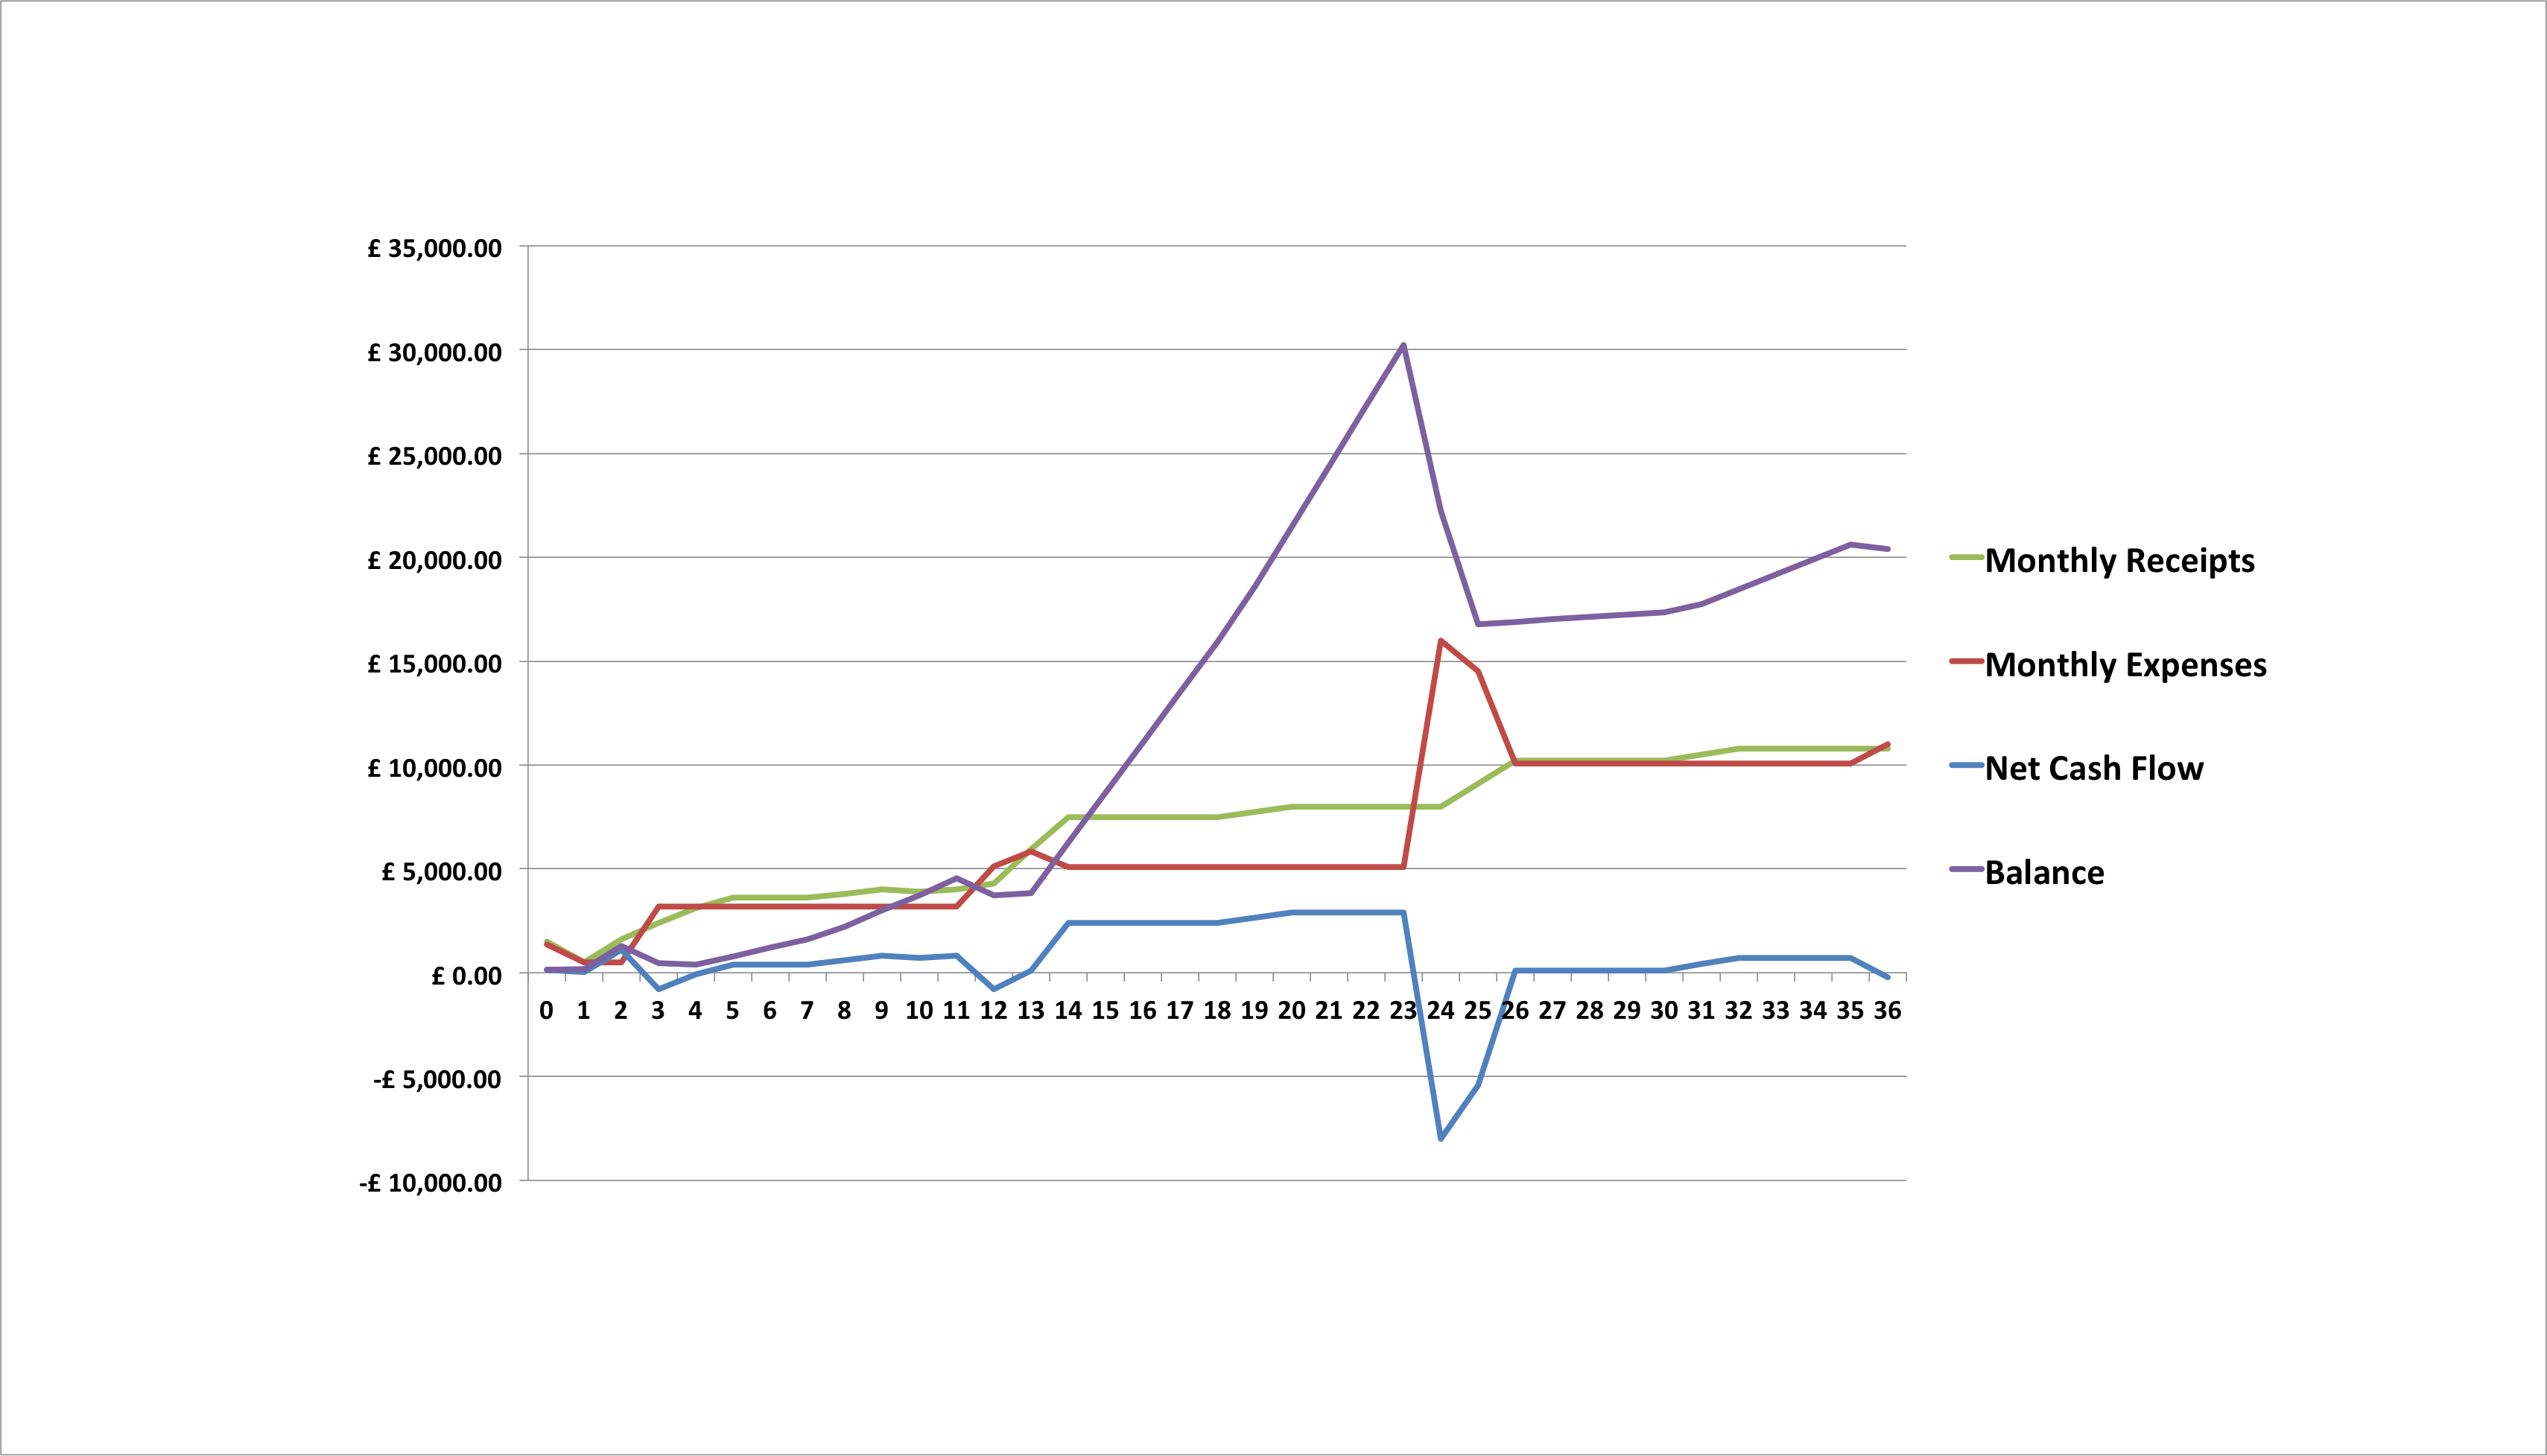 £ 35,000.00
£ 30,000.00
£ 25,000.00
£ 20,000.00
£ 15,000.00
£ 10,000.00
£ 5,000.00
£ 0.00
-£ 5,000.00
-£ 10,000.00
0 1 2 3 4 5 6 7 8 9 10 11 12 13 14 15 16 17 18 19 20 21 22 23 24 25 26 27 28 29 30 31 32 33 34 35 36
Monthly Receipts
Monthly Expenses
Net Cash Flow
Balance